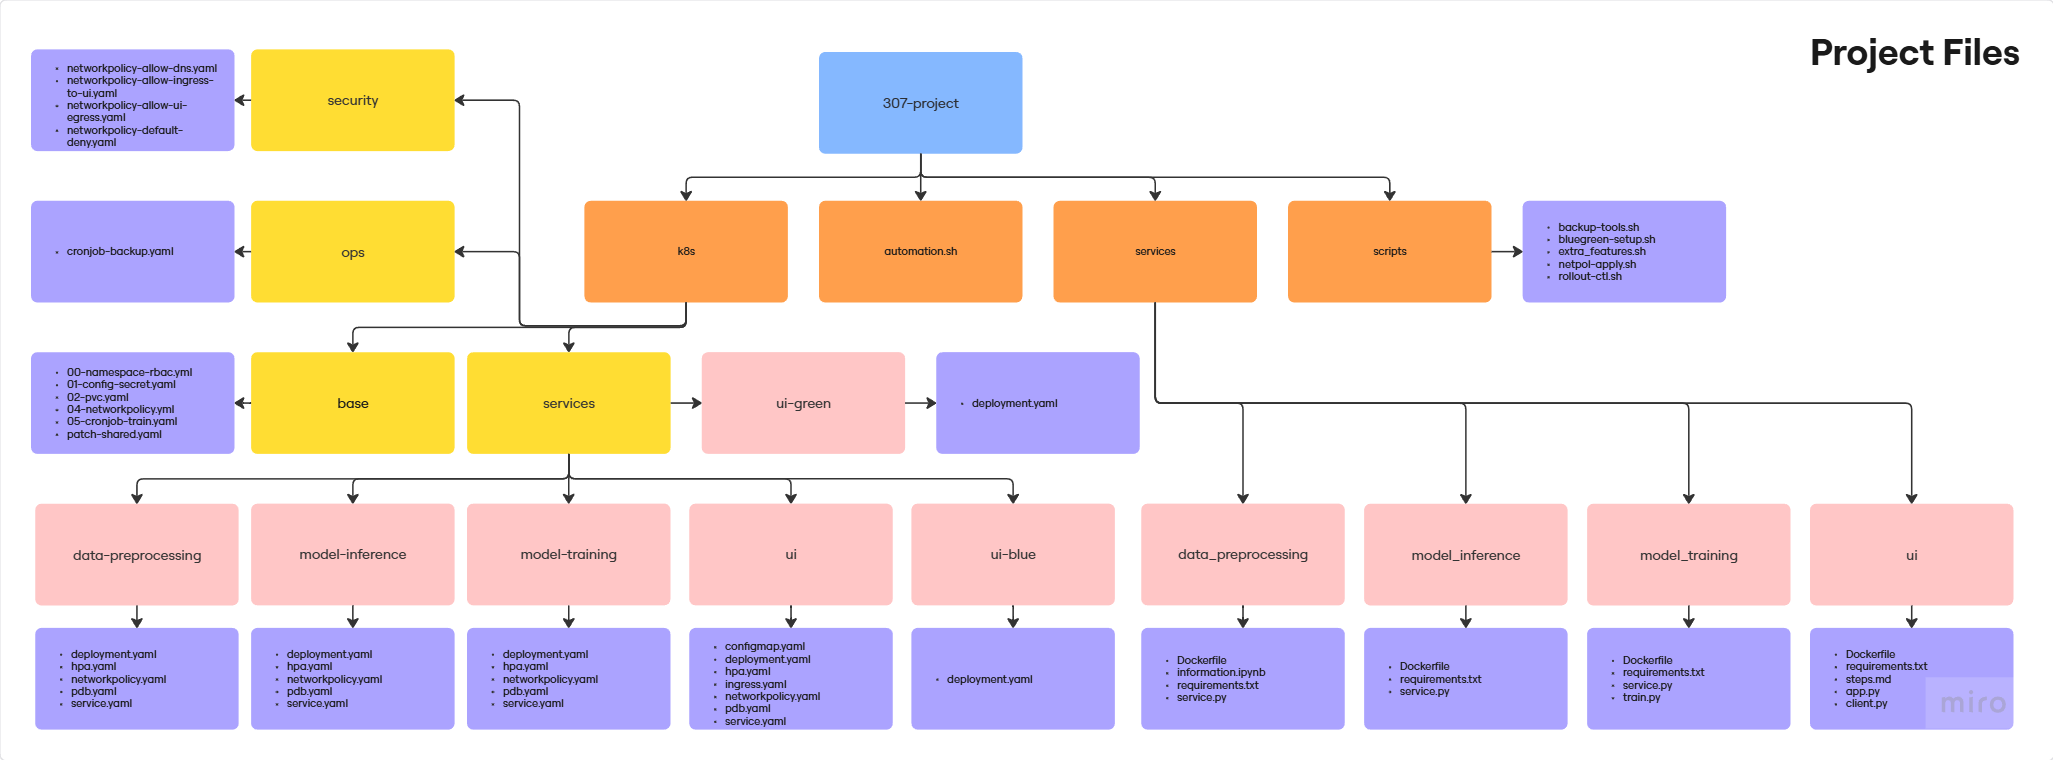 Project Files
networkpolicy-allow-dns.yaml
networkpolicy-allow-ingress-
to-ui.yaml
networkpolicy-allow-ui-
egress.yaml
networkpolicy-default-
deny.yaml
security
307-project
cronjob-backup.yaml
ops
k8s
automation.sh
services
scripts
backup-tools.sh
bluegreen-setup.sh
extra_features.sh
netpol-apply.sh
rollout-ctl.sh
00-namespace-rbac.yml
01-config-secret.yaml
02-pvc.yaml
04-networkpolicy.yml
05-cronjob-train.yaml
patch-shared.yaml
base
services
ui-green
deployment.yaml
data-preprocessing
model-inference
model-training
ui
ui-blue
data_preprocessing
model_inference
model_training
ui
deployment.yaml
hpa.yaml
networkpolicy.yaml
pdb.yaml
service.yaml
deployment.yaml
hpa.yaml
networkpolicy.yaml
pdb.yaml
service.yaml
deployment.yaml
hpa.yaml
networkpolicy.yaml
pdb.yaml
service.yaml
configmap.yaml
deployment.yaml
hpa.yaml
ingress.yaml
networkpolicy.yaml
pdb.yaml
service.yaml
deployment.yaml
Dockerfile
information.ipynb
requirements.txt
service.py
Dockerfile
requirements.txt
service.py
Dockerfile
requirements.txt
service.py
train.py
Dockerfile
requirements.txt
steps.md
app.py
client.py
miro